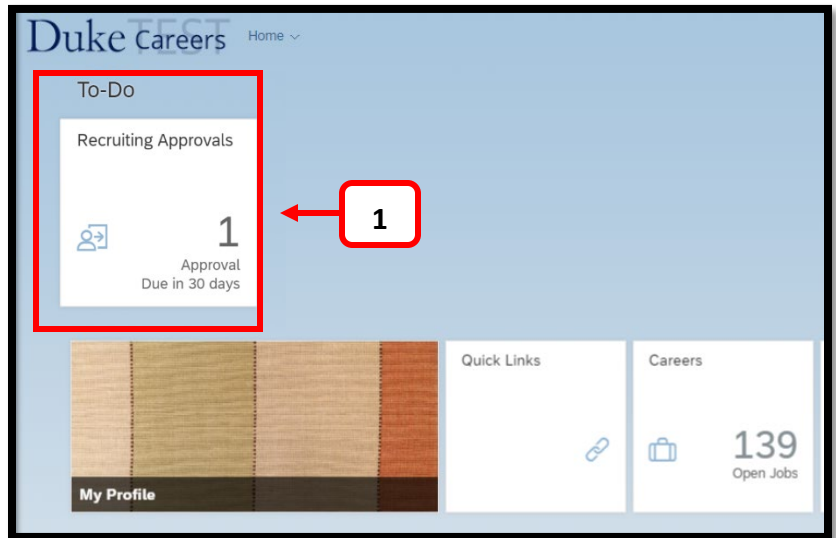 Duke Careers TEST Home
To-Do
Recruiting Approvals
1
Approval
Due in 30 days
1
My Profile
Quick Links
Careers
139
Open Jobs